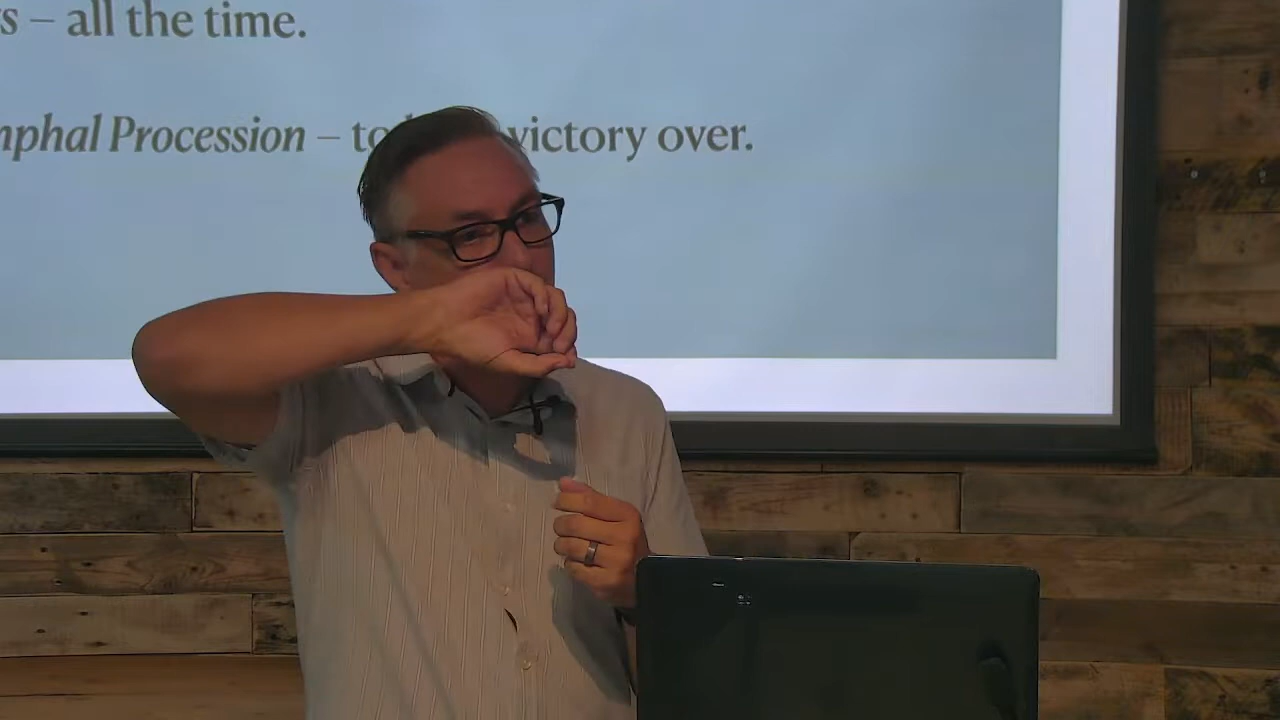 s – all the time.
mphal Procession – to victory over.